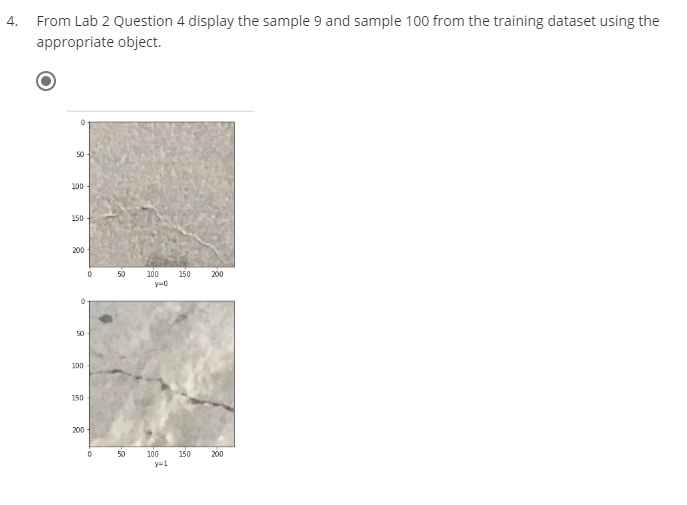 4. From Lab 2 Question 4 display the sample 9 and sample 100 from the training dataset using the
appropriate object.
0
50
100
150
200
0 50 100 150 200
y=0
0
50
100
150
200
0 50 100 150 200
y=1